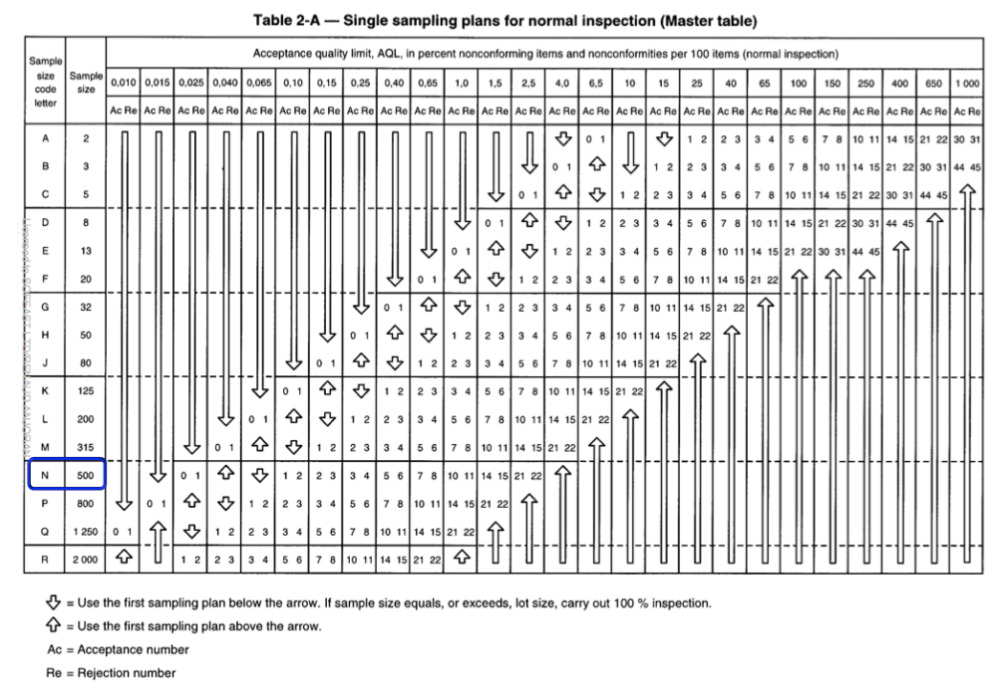 Table 2-A — Single sampling plans for normal inspection (Master table)
Sample size code letter
Sample size
Acceptance quality limit, AQL, in percent nonconforming items and nonconformities per 100 items (normal inspection)
0,010 0,015 0,025 0,040 0,065 0,10 0,15 0,25 0,40 0,65 1,0 1,5 2,5 4,0 6,5 10 15 25 40 65 100 150 250 400 650 1 000
Ac Re Ac Re Ac Re Ac Re Ac Re Ac Re Ac Re Ac Re Ac Re Ac Re Ac Re Ac Re Ac Re Ac Re Ac Re Ac Re Ac Re Ac Re Ac Re Ac Re Ac Re Ac Re Ac Re Ac Re Ac Re Ac Re
A 2 0 1 1 2 2 3 3 4 5 6 7 8 10 11 14 15 21 22 30 31
B 3 0 1 1 2 2 3 3 4 5 6 7 8 10 11 14 15 21 22 30 31 44 45
C 5 0 1 1 2 2 3 3 4 5 6 7 8 10 11 14 15 21 22 30 31 44 45
D 8 0 1 1 2 2 3 3 4 5 6 7 8 10 11 14 15 21 22 30 31 44 45
E 13 0 1 1 2 2 3 3 4 5 6 7 8 10 11 14 15 21 22 30 31 44 45
F 20 0 1 1 2 2 3 3 4 5 6 7 8 10 11 14 15 21 22
G 32 0 1 1 2 2 3 3 4 5 6 7 8 10 11 14 15 21 22
H 50 0 1 1 2 2 3 3 4 5 6 7 8 10 11 14 15 21 22
J 80 0 1 1 2 2 3 3 4 5 6 7 8 10 11 14 15 21 22
K 125 0 1 1 2 2 3 3 4 5 6 7 8 10 11 14 15 21 22
L 200 0 1 1 2 2 3 3 4 5 6 7 8 10 11 14 15 21 22
M 315 0 1 1 2 2 3 3 4 5 6 7 8 10 11 14 15 21 22
N 500 0 1 1 2 2 3 3 4 5 6 7 8 10 11 14 15 21 22
P 800 0 1 1 2 2 3 3 4 5 6 7 8 10 11 14 15 21 22
Q 1 250 0 1 1 2 2 3 3 4 5 6 7 8 10 11 14 15 21 22
R 2 000 1 2 2 3 3 4 5 6 7 8 10 11 14 15 21 22
= Use the first sampling plan below the arrow. If sample size equals, or exceeds, lot size, carry out 100 % inspection.
= Use the first sampling plan above the arrow.
Ac = Acceptance number
Re = Rejection number